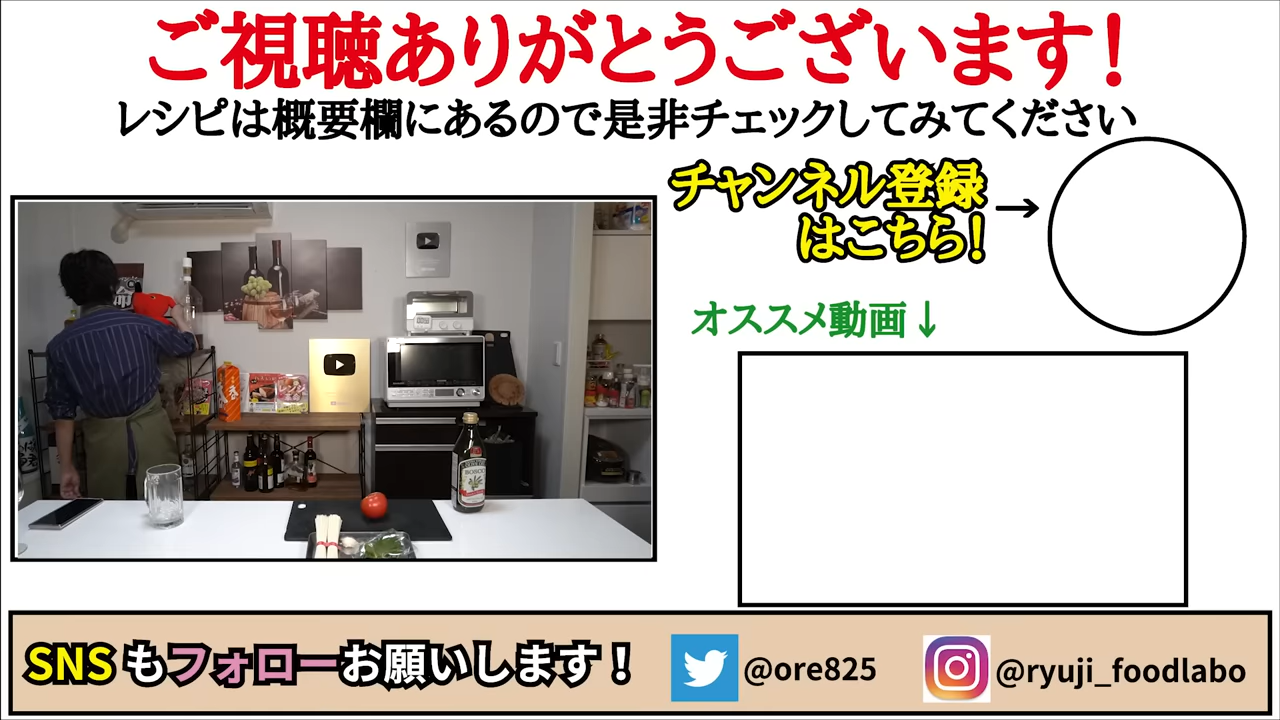 ご視聴ありがとうございます！
レシピは概要欄にあるので是非チェックしてみてください
チャンネル登録→
はこちら！
オススメ動画↓
BOSCO
SNSもフォローお願いします！
@ore825
@ryuji_foodlabo